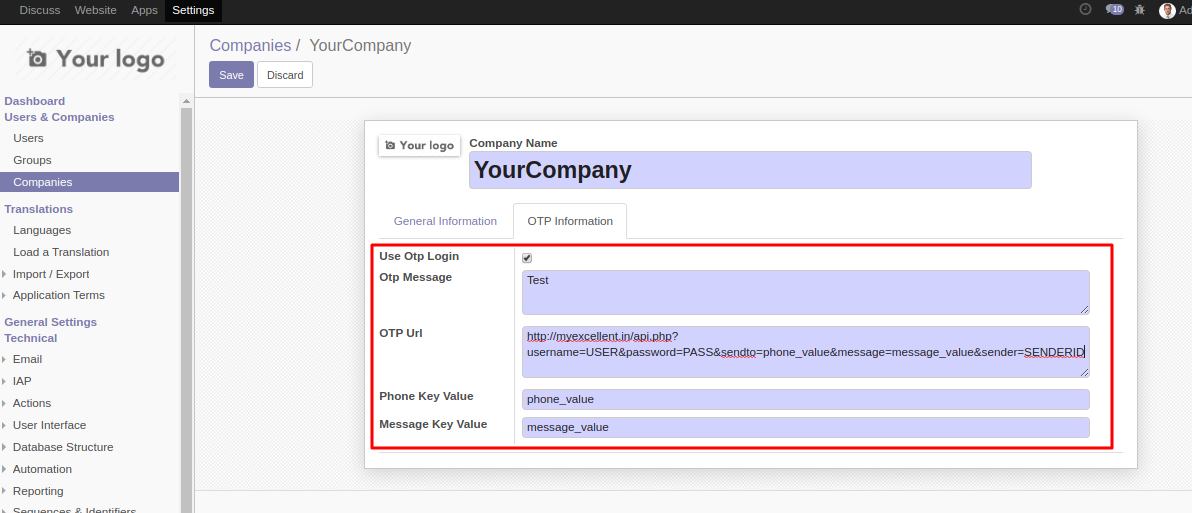 Discuss Website Apps Settings 10 Ad
Your logo
Dashboard
Users & Companies
Users
Groups
Companies
Translations
Languages
Load a Translation
Import / Export
Application Terms
General Settings
Technical
Email
IAP
Actions
User Interface
Database Structure
Automation
Reporting
Sequences & Identifiers
Companies / YourCompany
Save Discard
Your logo
Company Name
YourCompany
General Information OTP Information
Use Otp Login
Otp Message Test
OTP Url http://myexcellent.in/api.php?
username=USER&password=PASS&sendto=phone_value&message=message_value&sender=SENDERID
Phone Key Value phone_value
Message Key Value message_value